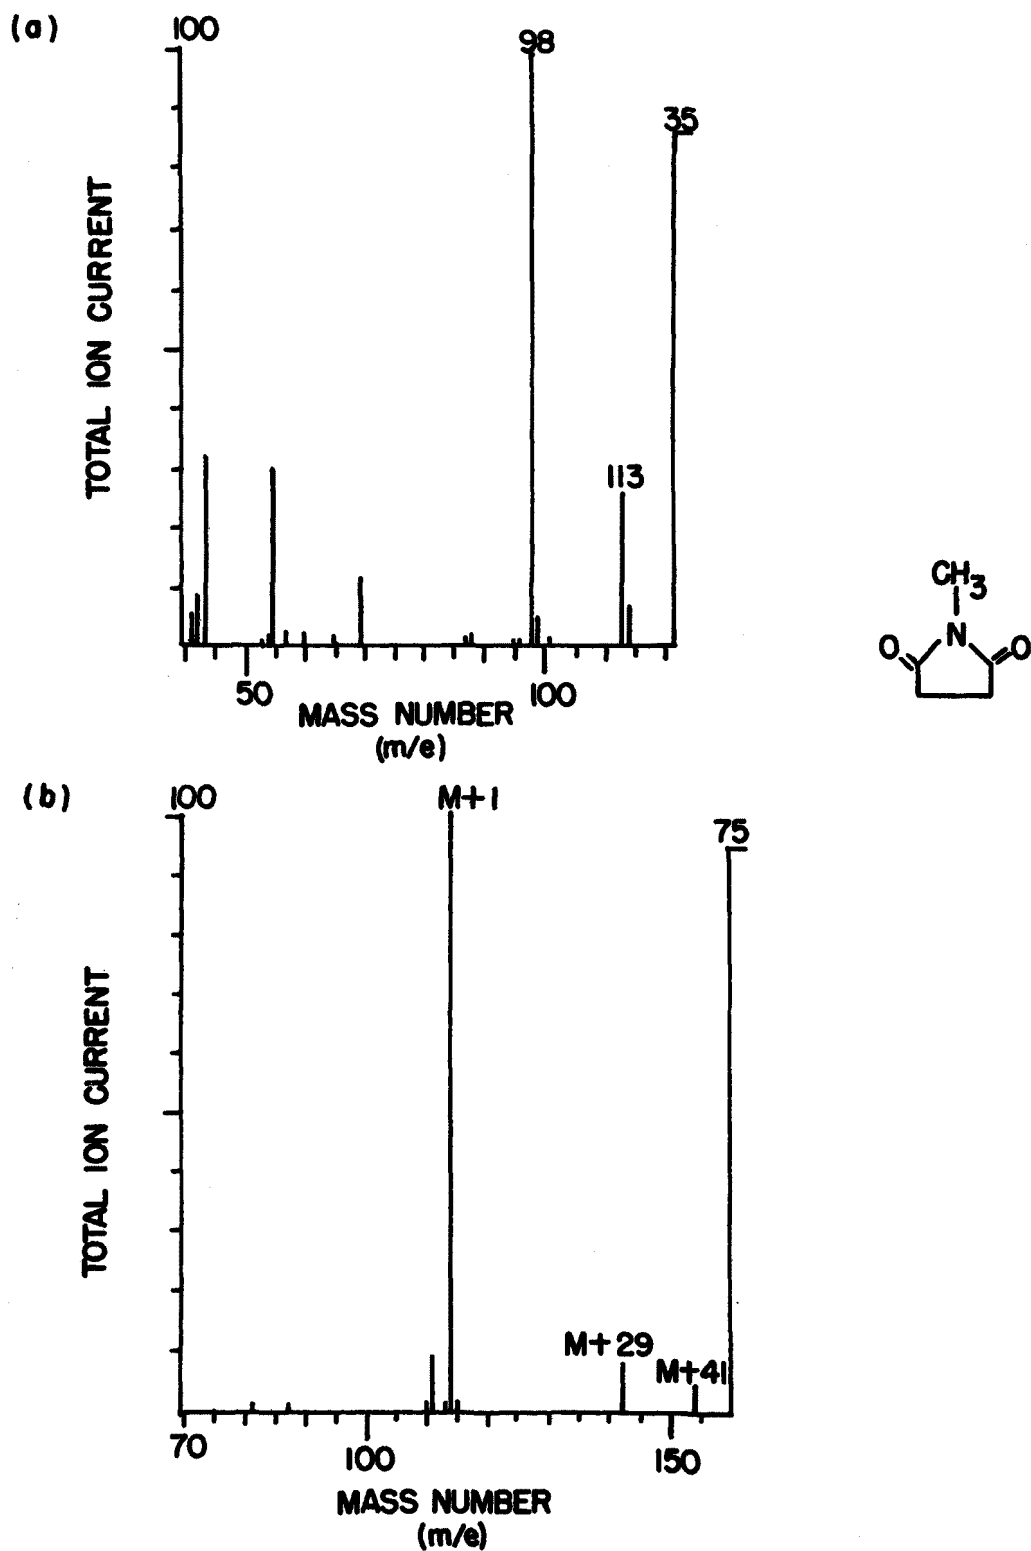 (a)
100
98
35
113
TOTAL ION CURRENT
50
100
MASS NUMBER
(m/e)
CH3
N
O
O
(b)
100
M+1
75
TOTAL ION CURRENT
M+29
M+41
70
100
150
MASS NUMBER
(m/e)